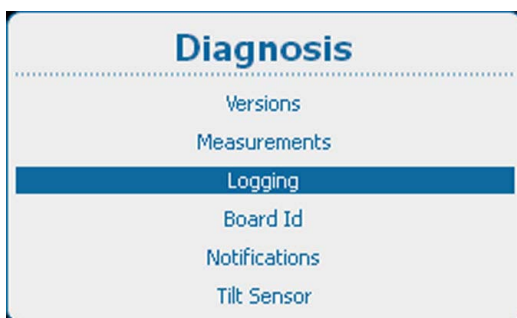 Diagnosis
Versions
Measurements
Logging
Board Id
Notifications
Tilt Sensor